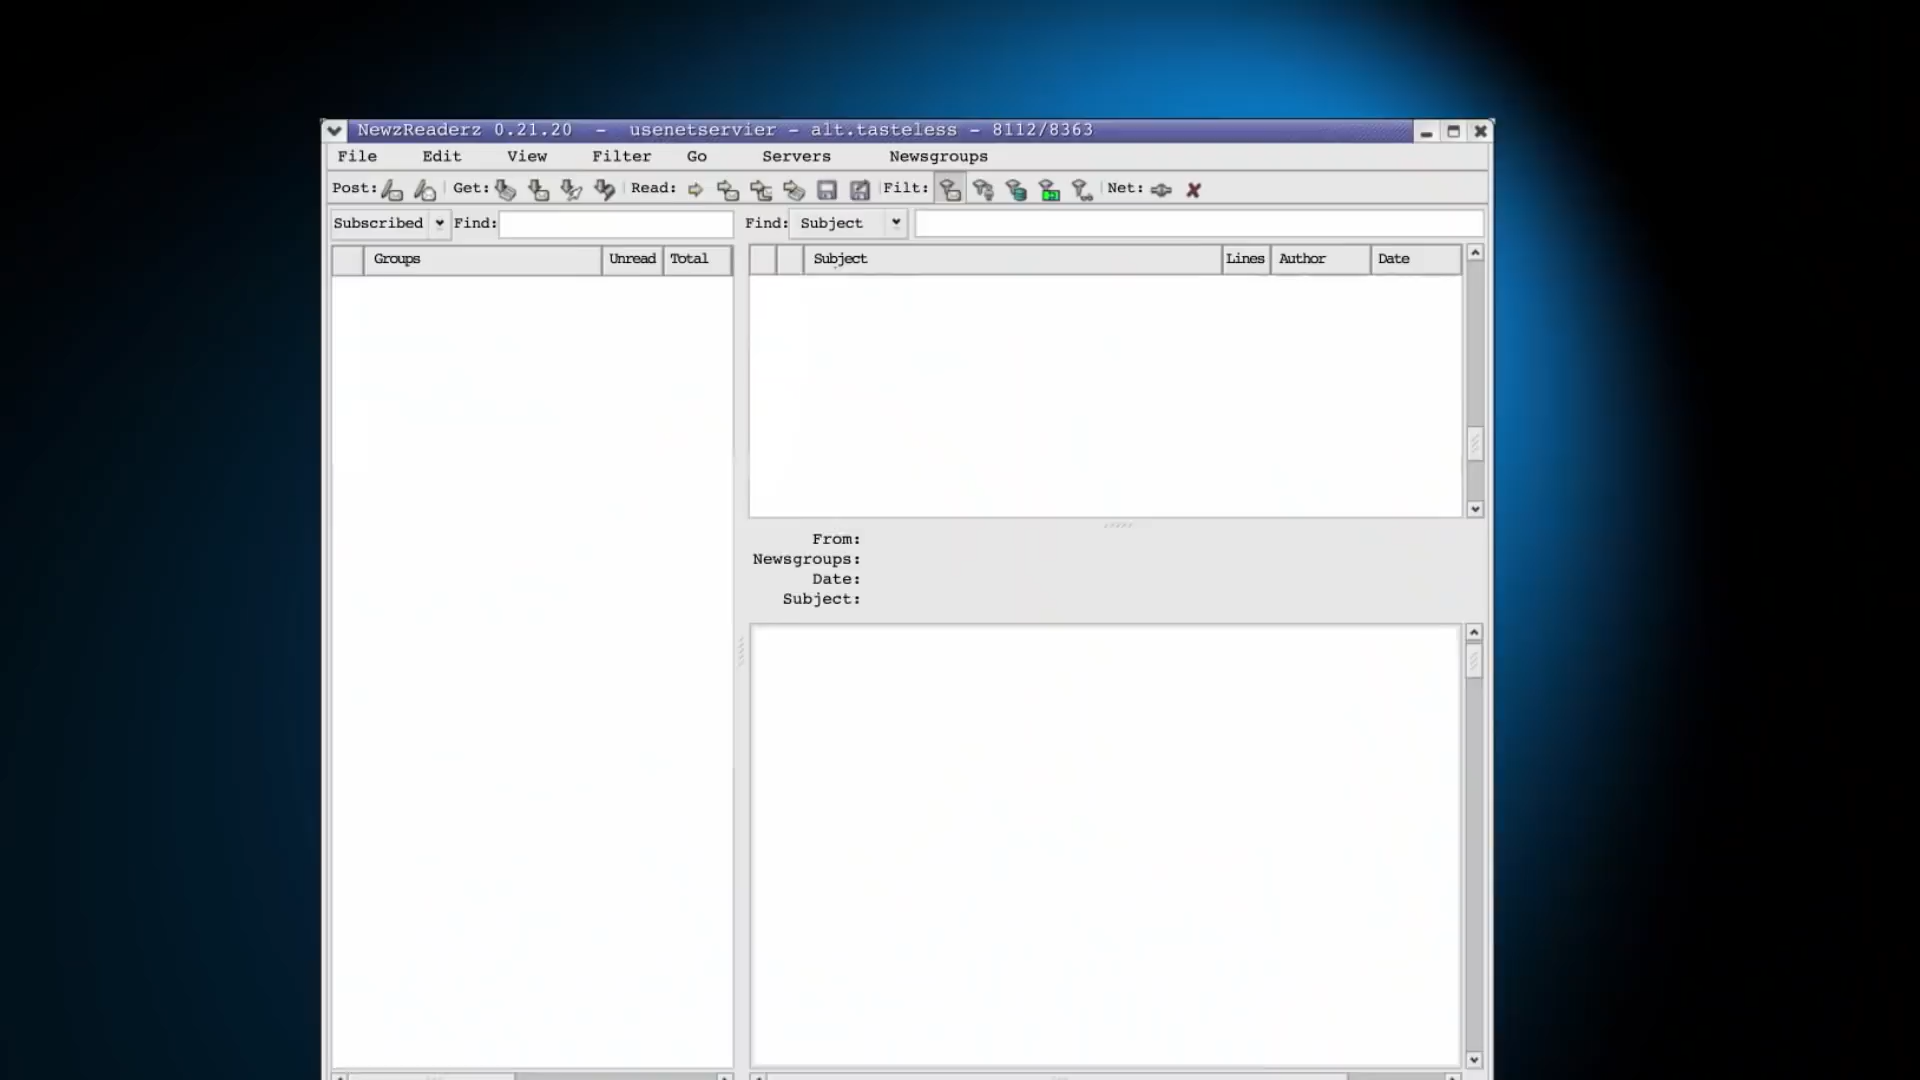 NewzReaderz 0.21.20 - usenetservier - alt.tasteless - 8112/8363
File Edit View Filter Go Servers Newsgroups
Post: Get: Read: Filt: Net:
Subscribed Find: Find: Subject
Groups Unread Total Subject Lines Author Date
From:
Newsgroups:
Date:
Subject: